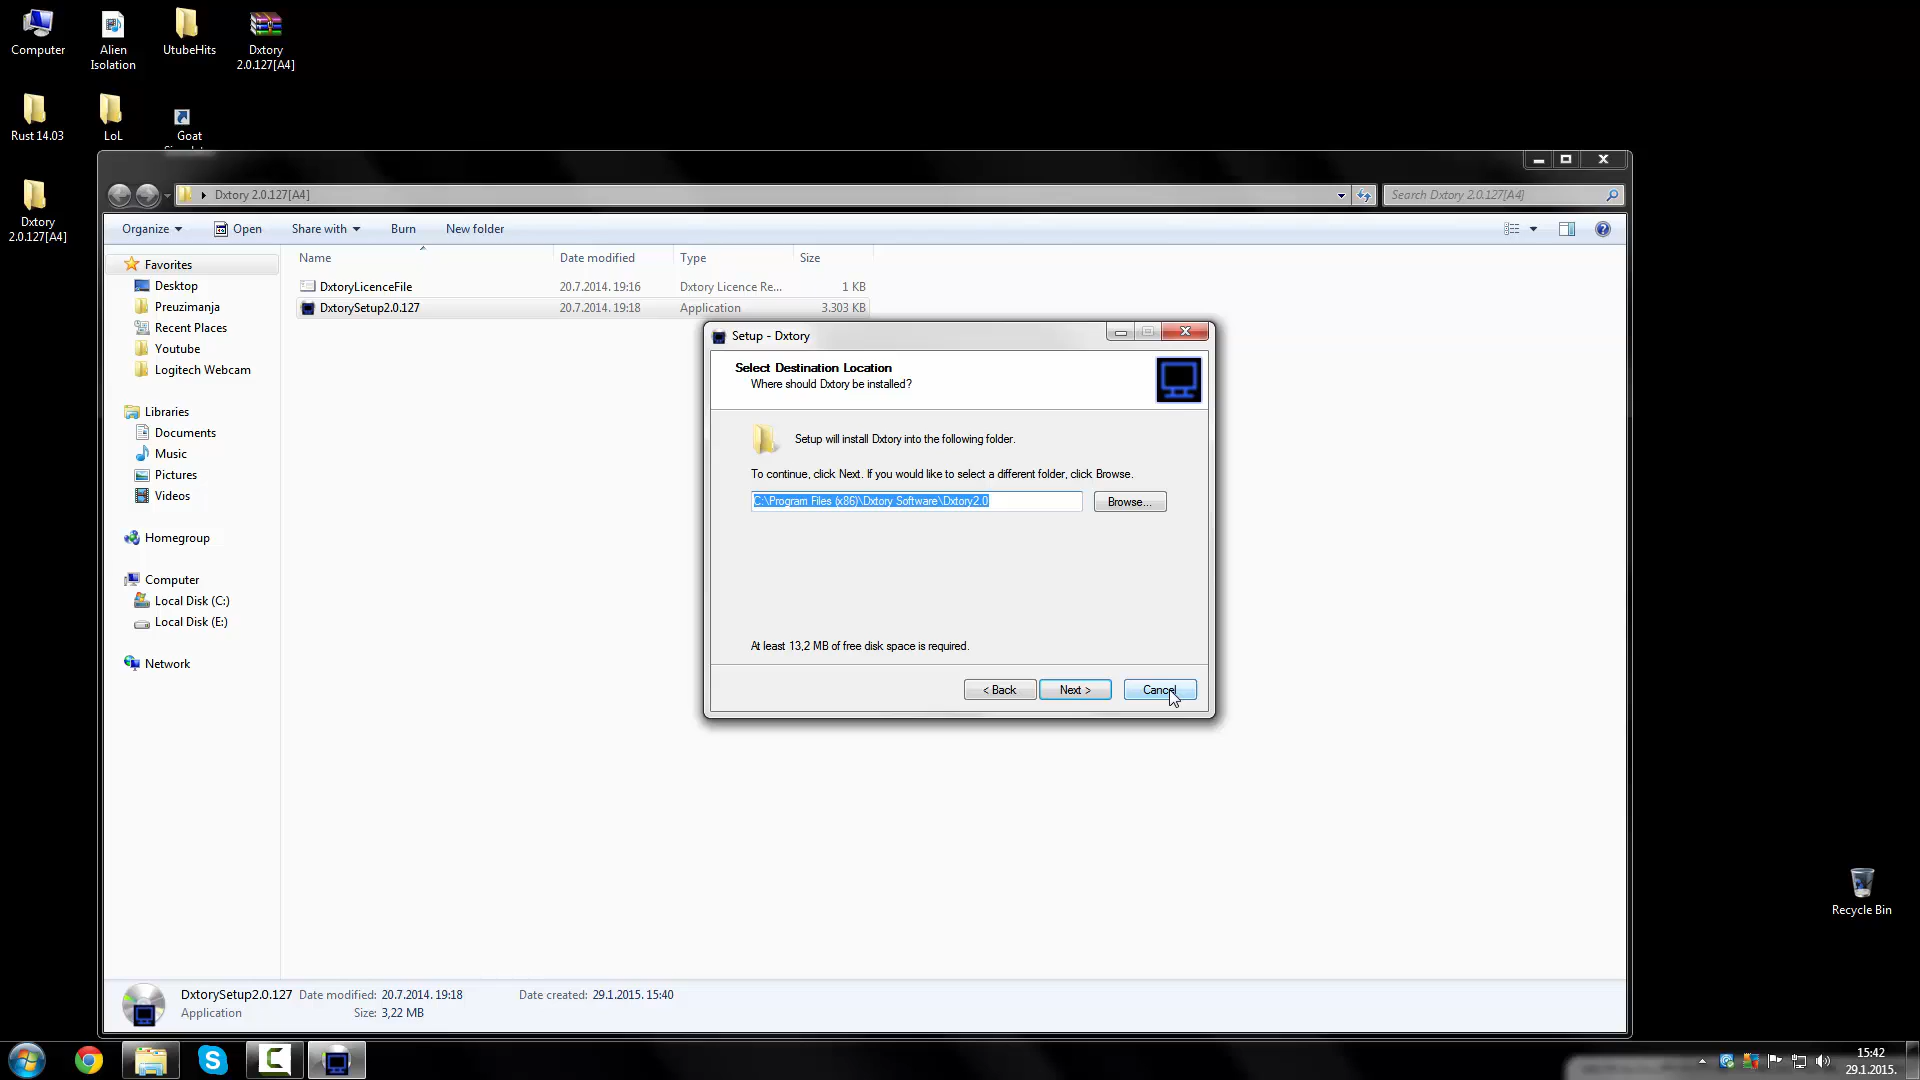 Computer
Alien
Isolation
UtubeHits
Dxtory
2.0.127[A4]
Rust 14.03
LoL
Goat
Dxtory
2.0.127[A4]
Dxtory 2.0.127[A4]
Search Dxtory 2.0.127[A4]
Organize
Open
Share with
Burn
New folder
Name
Date modified
Type
Size
DxtoryLicenceFile
20.7.2014. 19:16
Dxtory Licence Re...
1 KB
DxtorySetup2.0.127
20.7.2014. 19:18
Application
3.303 KB
Favorites
Desktop
Preuzimanja
Recent Places
Youtube
Logitech Webcam
Libraries
Documents
Music
Pictures
Videos
Homegroup
Computer
Local Disk (C:)
Local Disk (E:)
Network
Setup - Dxtory
Select Destination Location
Where should Dxtory be installed?
Setup will install Dxtory into the following folder.
To continue, click Next. If you would like to select a different folder, click Browse.
C:\Program Files (x86)\Dxtory Software\Dxtory2.0
Browse...
At least 13,2 MB of free disk space is required.
< Back
Next >
Cancel
Recycle Bin
DxtorySetup2.0.127
Date modified: 20.7.2014. 19:18
Date created: 29.1.2015. 15:40
Application
Size: 3,22 MB
15:42
29.1.2015.